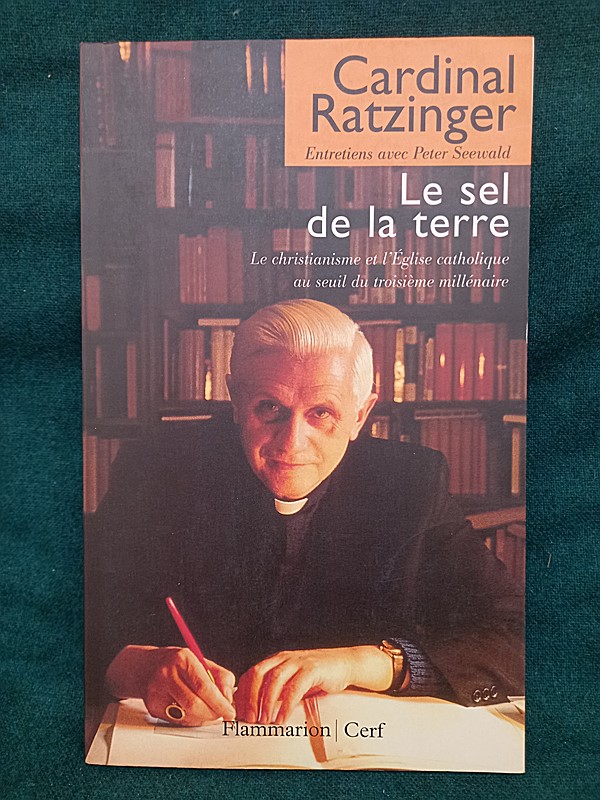 Cardinal
Ratzinger
Entretiens avec Peter Seewald
Le sel
de la terre
Le christianisme et l'Église catholique
au seuil du troisième millénaire
Flammarion | Cerf